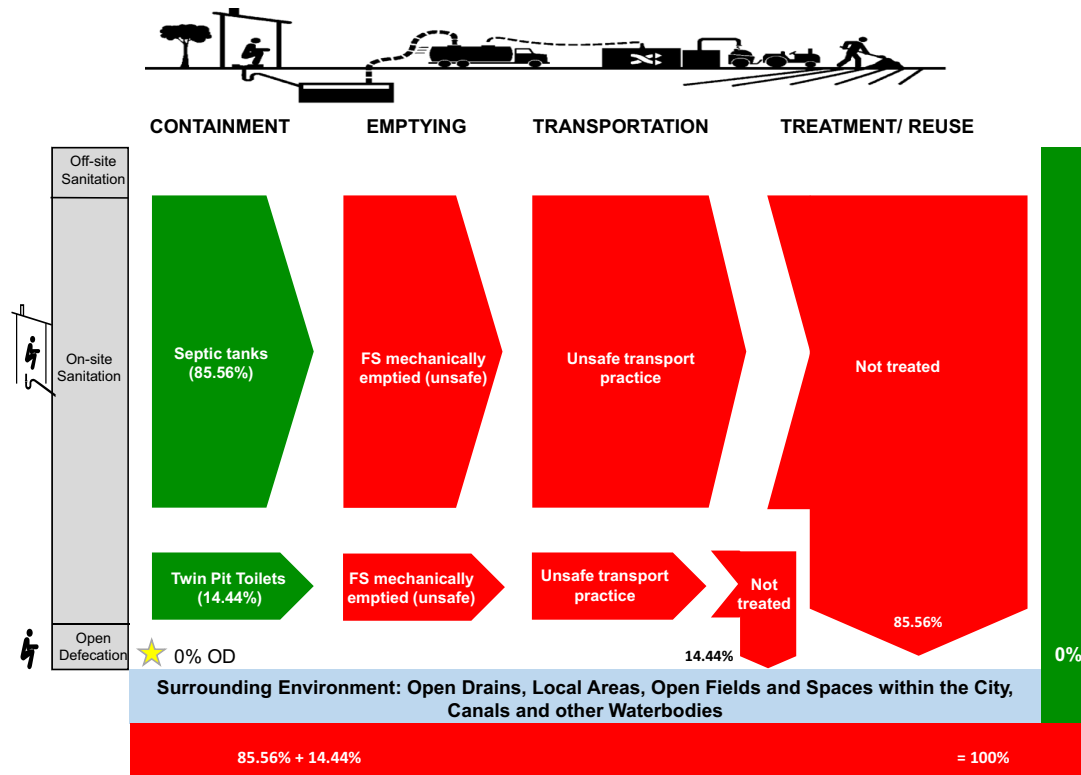 CONTAINMENT
EMPTYING
TRANSPORTATION
TREATMENT/ REUSE
Off-site
Sanitation
On-site
Sanitation
Septic tanks
(85.56%)
FS mechanically
emptied (unsafe)
Unsafe transport
practice
Not treated
Twin Pit Toilets
(14.44%)
FS mechanically
emptied (unsafe)
Unsafe transport
practice
Not
treated
85.56%
Open
Defecation
0% OD
14.44%
0%
Surrounding Environment: Open Drains, Local Areas, Open Fields and Spaces within the City,
Canals and other Waterbodies
85.56% + 14.44%
= 100%